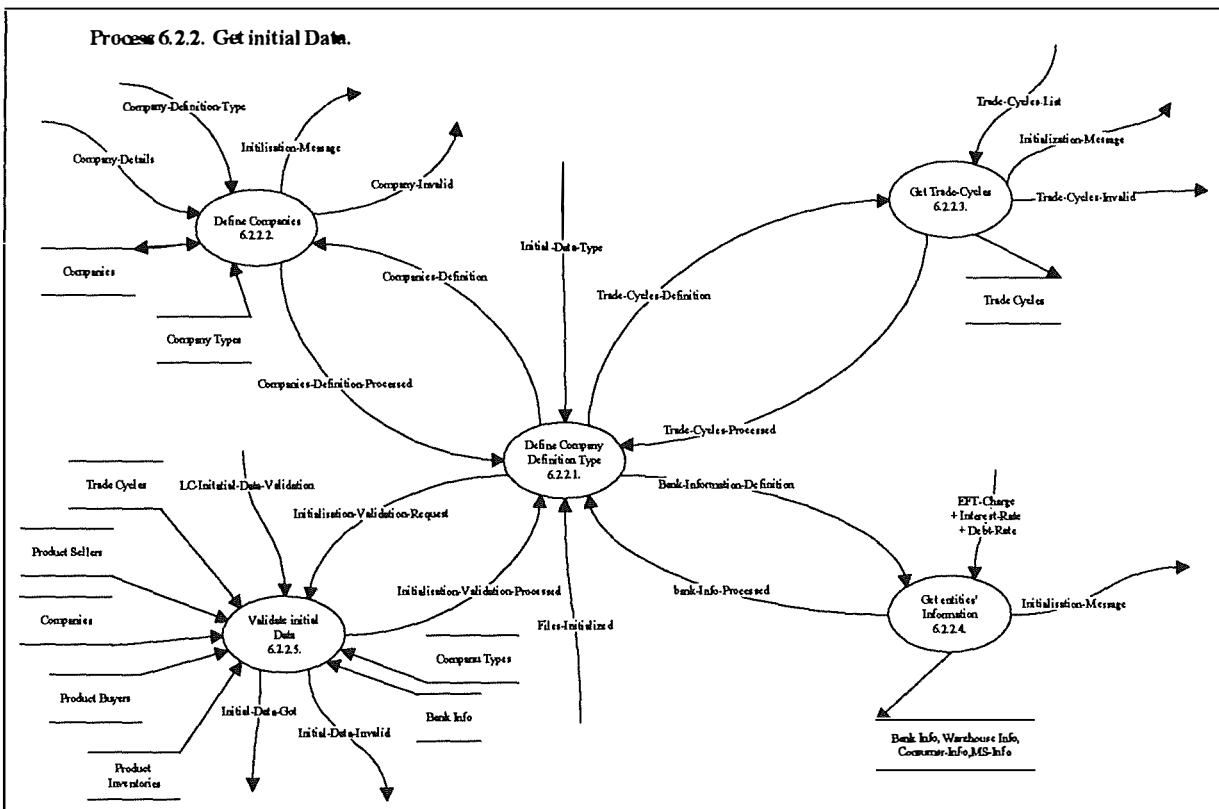 Process 6.2.2. Get initial Data.
Company-Definition-Type
Company-Details
Initilisation-Message
Company-Invalid
Define Companies
6.2.2.2.
Companies
Company Types
Companies-Definition
Companies-Definition-Processed
Initial-Data-Type
Trade-Cycles-List
Initialization-Message
Get Trade-Cycles
6.2.2.3.
Trade-Cycles-Invalid
Trade Cycles
Trade-Cycles-Definition
Trade-Cycles-Processed
Define Company
Definition Type
6.2.2.1.
Bank-Information-Definition
bank-Info-Processed
Files-Initialized
EFT-Charge
+ Interest-Rate
+ Debt-Rate
Get entities'
Information
6.2.2.4.
Initialisation-Message
Bank Info, Warehouse Info,
Consumer-Info,MS-Info
Trade Cycles
LC-Initatial-Data-Validation
Initialisation-Validation-Request
Initialisation-Validation-Processed
Product Sellers
Companies
Validate initial
Data
6.2.2.5.
Product Buyers
Product
Inventories
Initial-Data-Got
Initial-Data-Invalid
Company Types
Bank Info